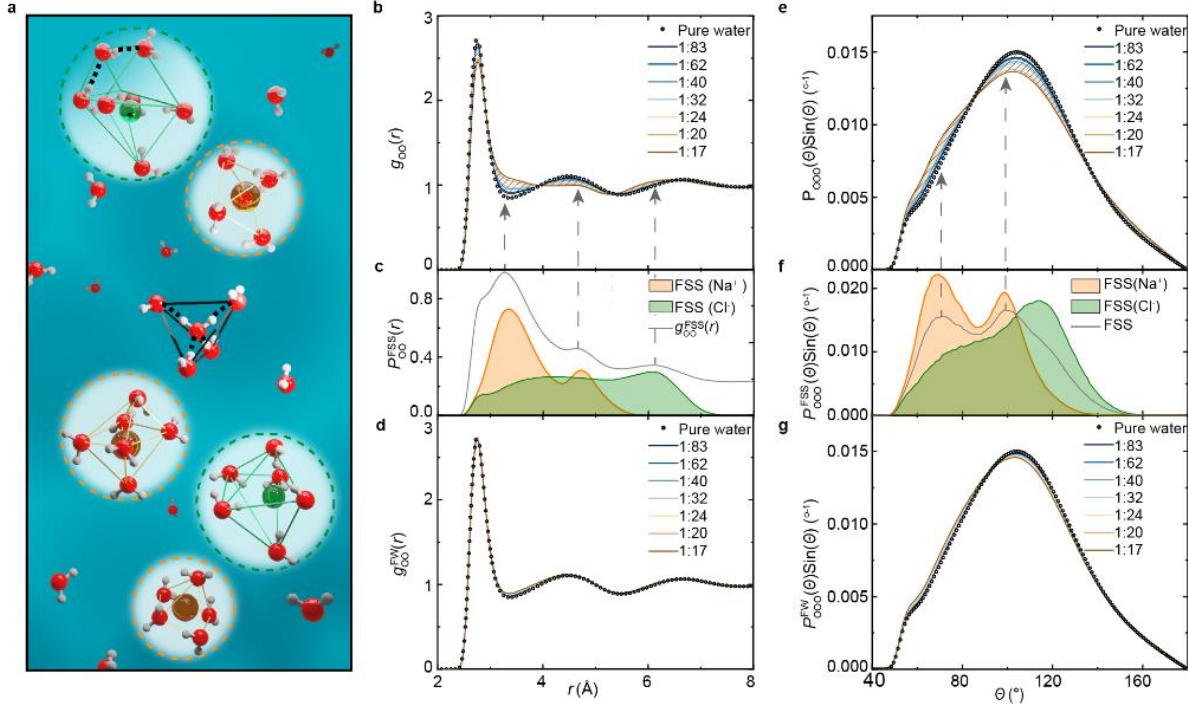 a
b
3
2
1
0
g_OO(r)
Pure water
1:83
1:62
1:40
1:32
1:24
1:20
1:17
c
0.8
0.4
0.0
P_OO^FSS(r)
FSS (Na⁺)
FSS (Cl⁻)
g_OO^FSS(r)
d
3
2
1
0
g_OO^FW(r)
Pure water
1:83
1:62
1:40
1:32
1:24
1:20
1:17
2 4 6 8
r (Å)
e
0.015
0.010
0.005
0.000
P_OOO(Θ)Sin(Θ) (°⁻¹)
Pure water
1:83
1:62
1:40
1:32
1:24
1:20
1:17
f
0.020
0.010
0.000
P_OOO^FSS(Θ)Sin(Θ) (°⁻¹)
FSS (Na⁺)
FSS(Cl⁻)
FSS
g
0.015
0.010
0.005
0.000
P_OOO^FW(Θ)Sin(Θ) (°⁻¹)
Pure water
1:83
1:62
1:40
1:32
1:24
1:20
1:17
40 80 120 160
Θ (°)